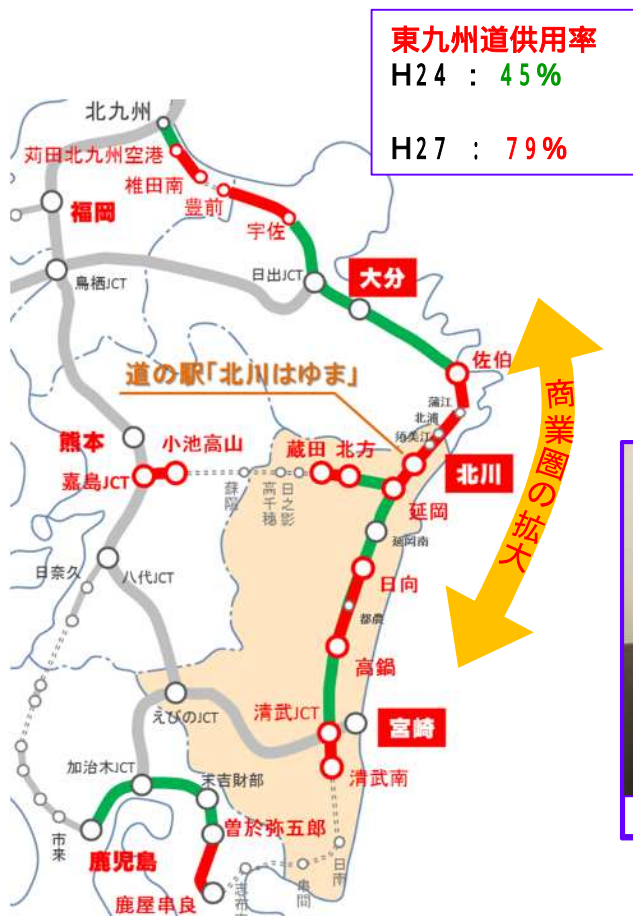 東九州道供用率
H24 : 45%
H27 : 79%
北九州
苅田北九州空港
椎田南
豊前
福岡
宇佐
日出JCT
大分
鳥栖JCT
佐伯
道の駅「北川はゆま」
蒲江
北浦
須美江
熊本
小池高山
蔵田 北方
北川
嘉島JCT
蘇陽
高千穂
日之影
延岡
商業圏の拡大
延岡南
日奈久
八代JCT
日向
都農
高鍋
えびのJCT
清武JCT
宮崎
加治木JCT
末吉財部
清武南
曽於弥五郎
市来
鹿児島
日南
串間
鹿屋串良